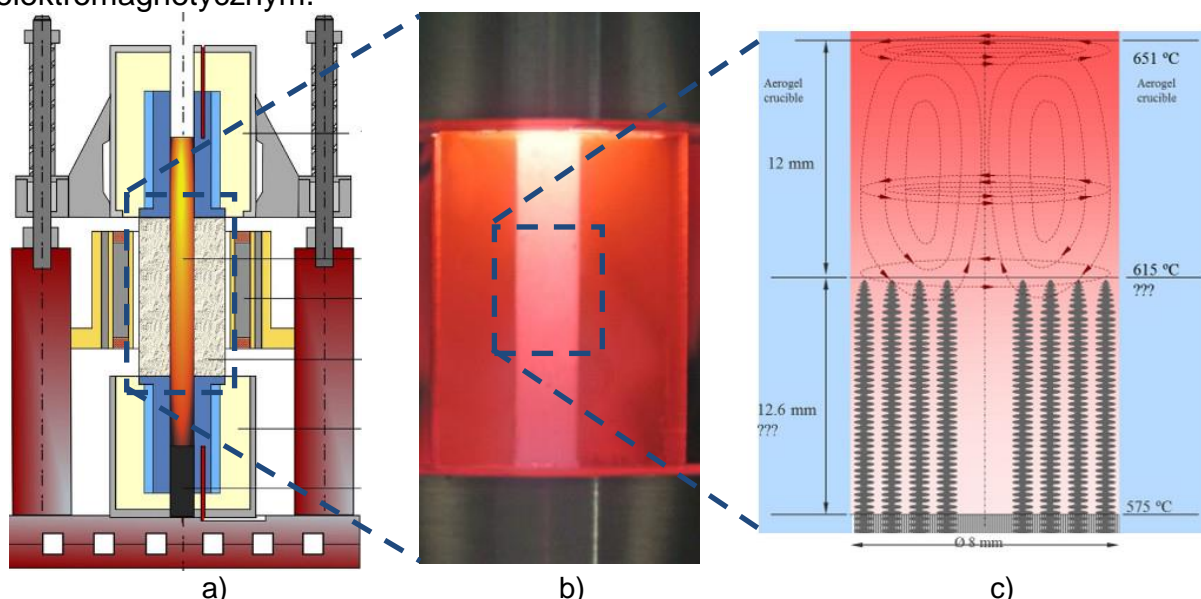 elektromagnetycznym.
651 °C
Aerogel
crucible
Aerogel
crucible
12 mm
615 °C
???
12.6 mm
???
575 °C
Ø 8 mm
a)
b)
c)